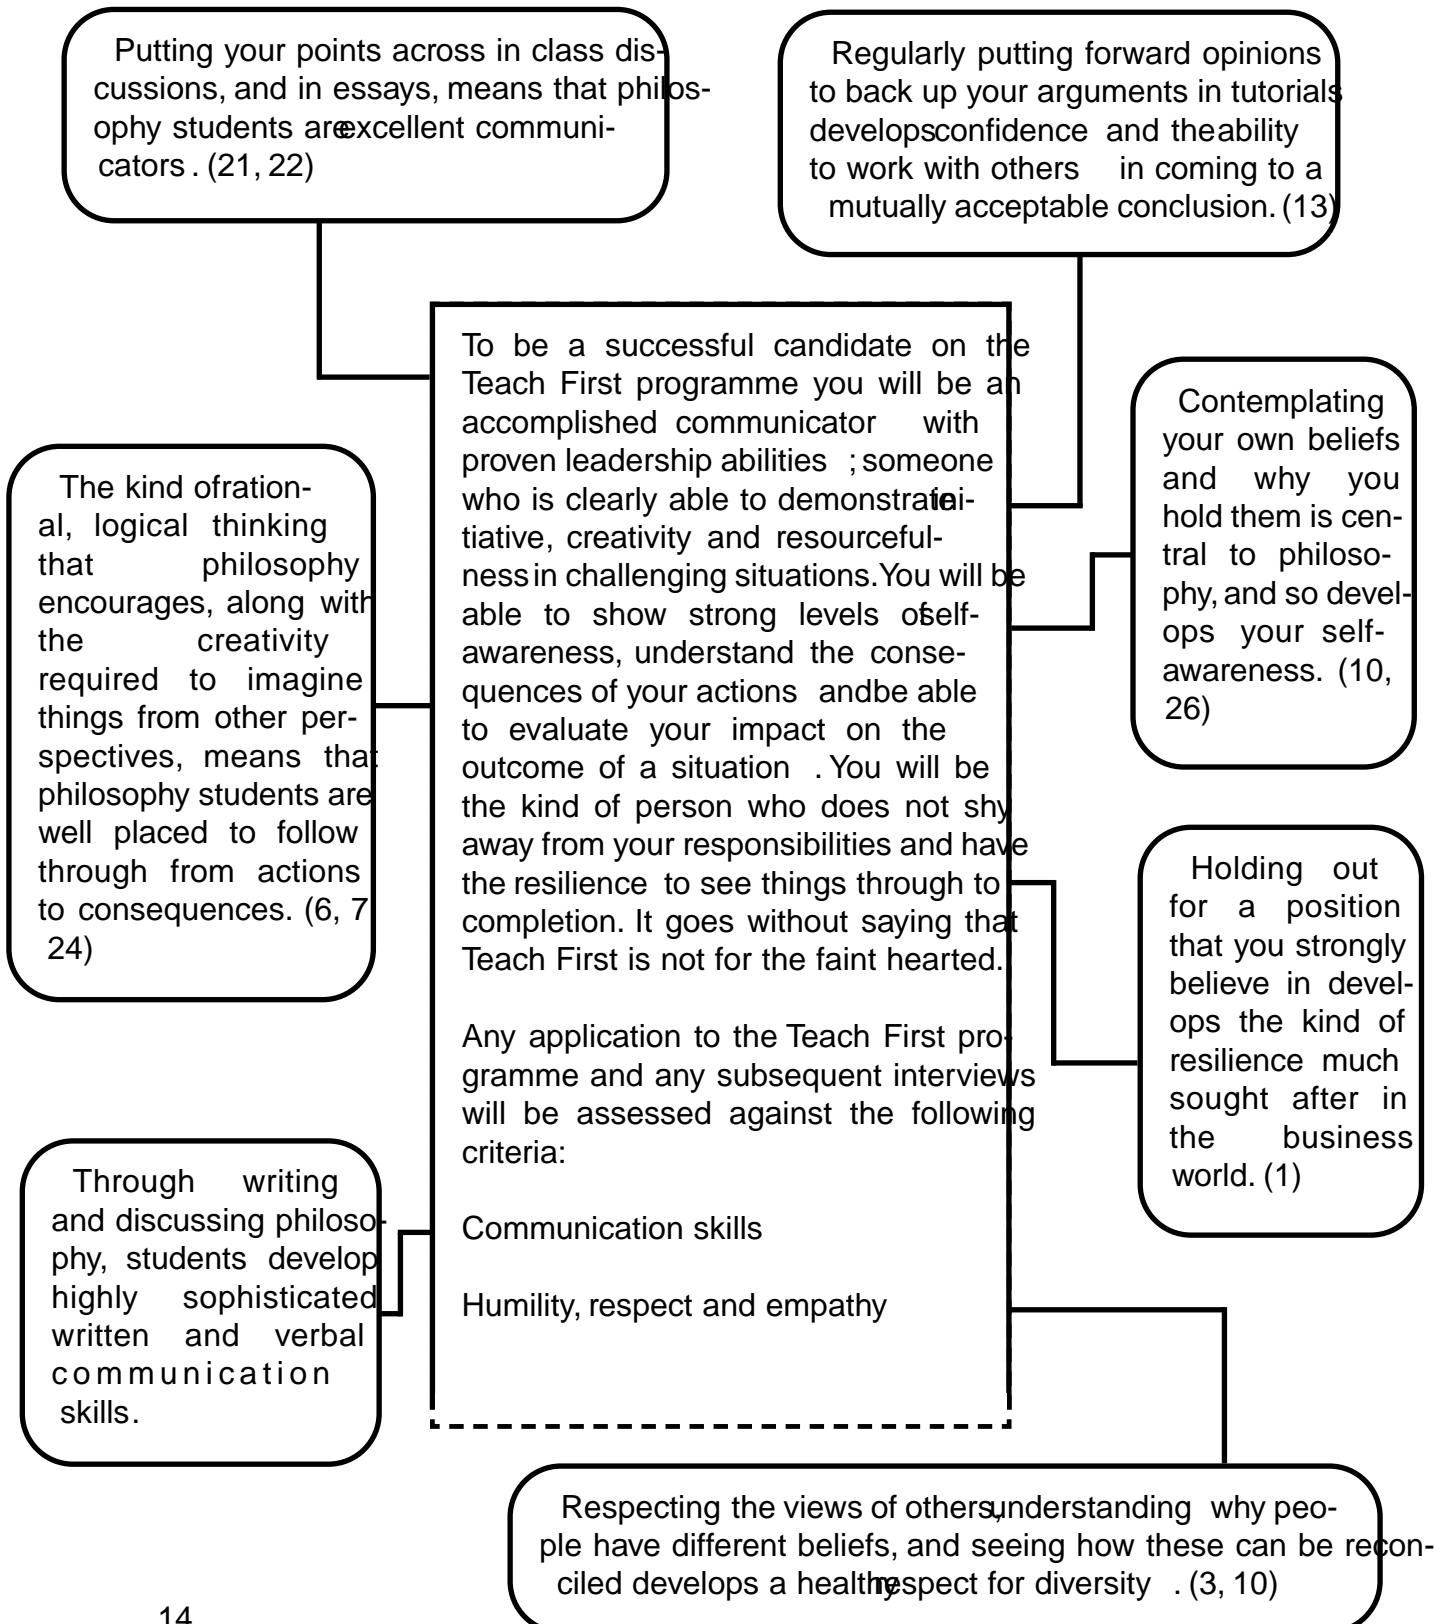 Putting your points across in class dis-
cussions, and in essays, means that philos-
ophy students are excellent communi-
cators. (21, 22)
Regularly putting forward opinions
to back up your arguments in tutorials
develops confidence and the ability
to work with others in coming to a
mutually acceptable conclusion. (13)
To be a successful candidate on the
Teach First programme you will be an
accomplished communicator with
proven leadership abilities ; someone
who is clearly able to demonstrate ini-
tiative, creativity and resourceful-
ness in challenging situations. You will be
able to show strong levels of self-
awareness, understand the conse-
quences of your actions and be able
to evaluate your impact on the
outcome of a situation . You will be
the kind of person who does not shy
away from your responsibilities and have
the resilience to see things through to
completion. It goes without saying that
Teach First is not for the faint hearted.
Any application to the Teach First pro-
gramme and any subsequent interviews
will be assessed against the following
criteria:
Communication skills
Humility, respect and empathy
Contemplating
your own beliefs
and why you
hold them is cen-
tral to philoso-
phy, and so devel-
ops your self-
awareness. (10,
26)
The kind of ration-
al, logical thinking
that philosophy
encourages, along with
the creativity
required to imagine
things from other per-
spectives, means that
philosophy students are
well placed to follow
through from actions
to consequences. (6, 7
24)
Holding out
for a position
that you strongly
believe in devel-
ops the kind of
resilience much
sought after in
the business
world. (1)
Through writing
and discussing philoso-
phy, students develop
highly sophisticated
written and verbal
communication
skills.
Respecting the views of others, understanding why peo-
ple have different beliefs, and seeing how these can be recon-
ciled develops a healthy respect for diversity . (3, 10)
14